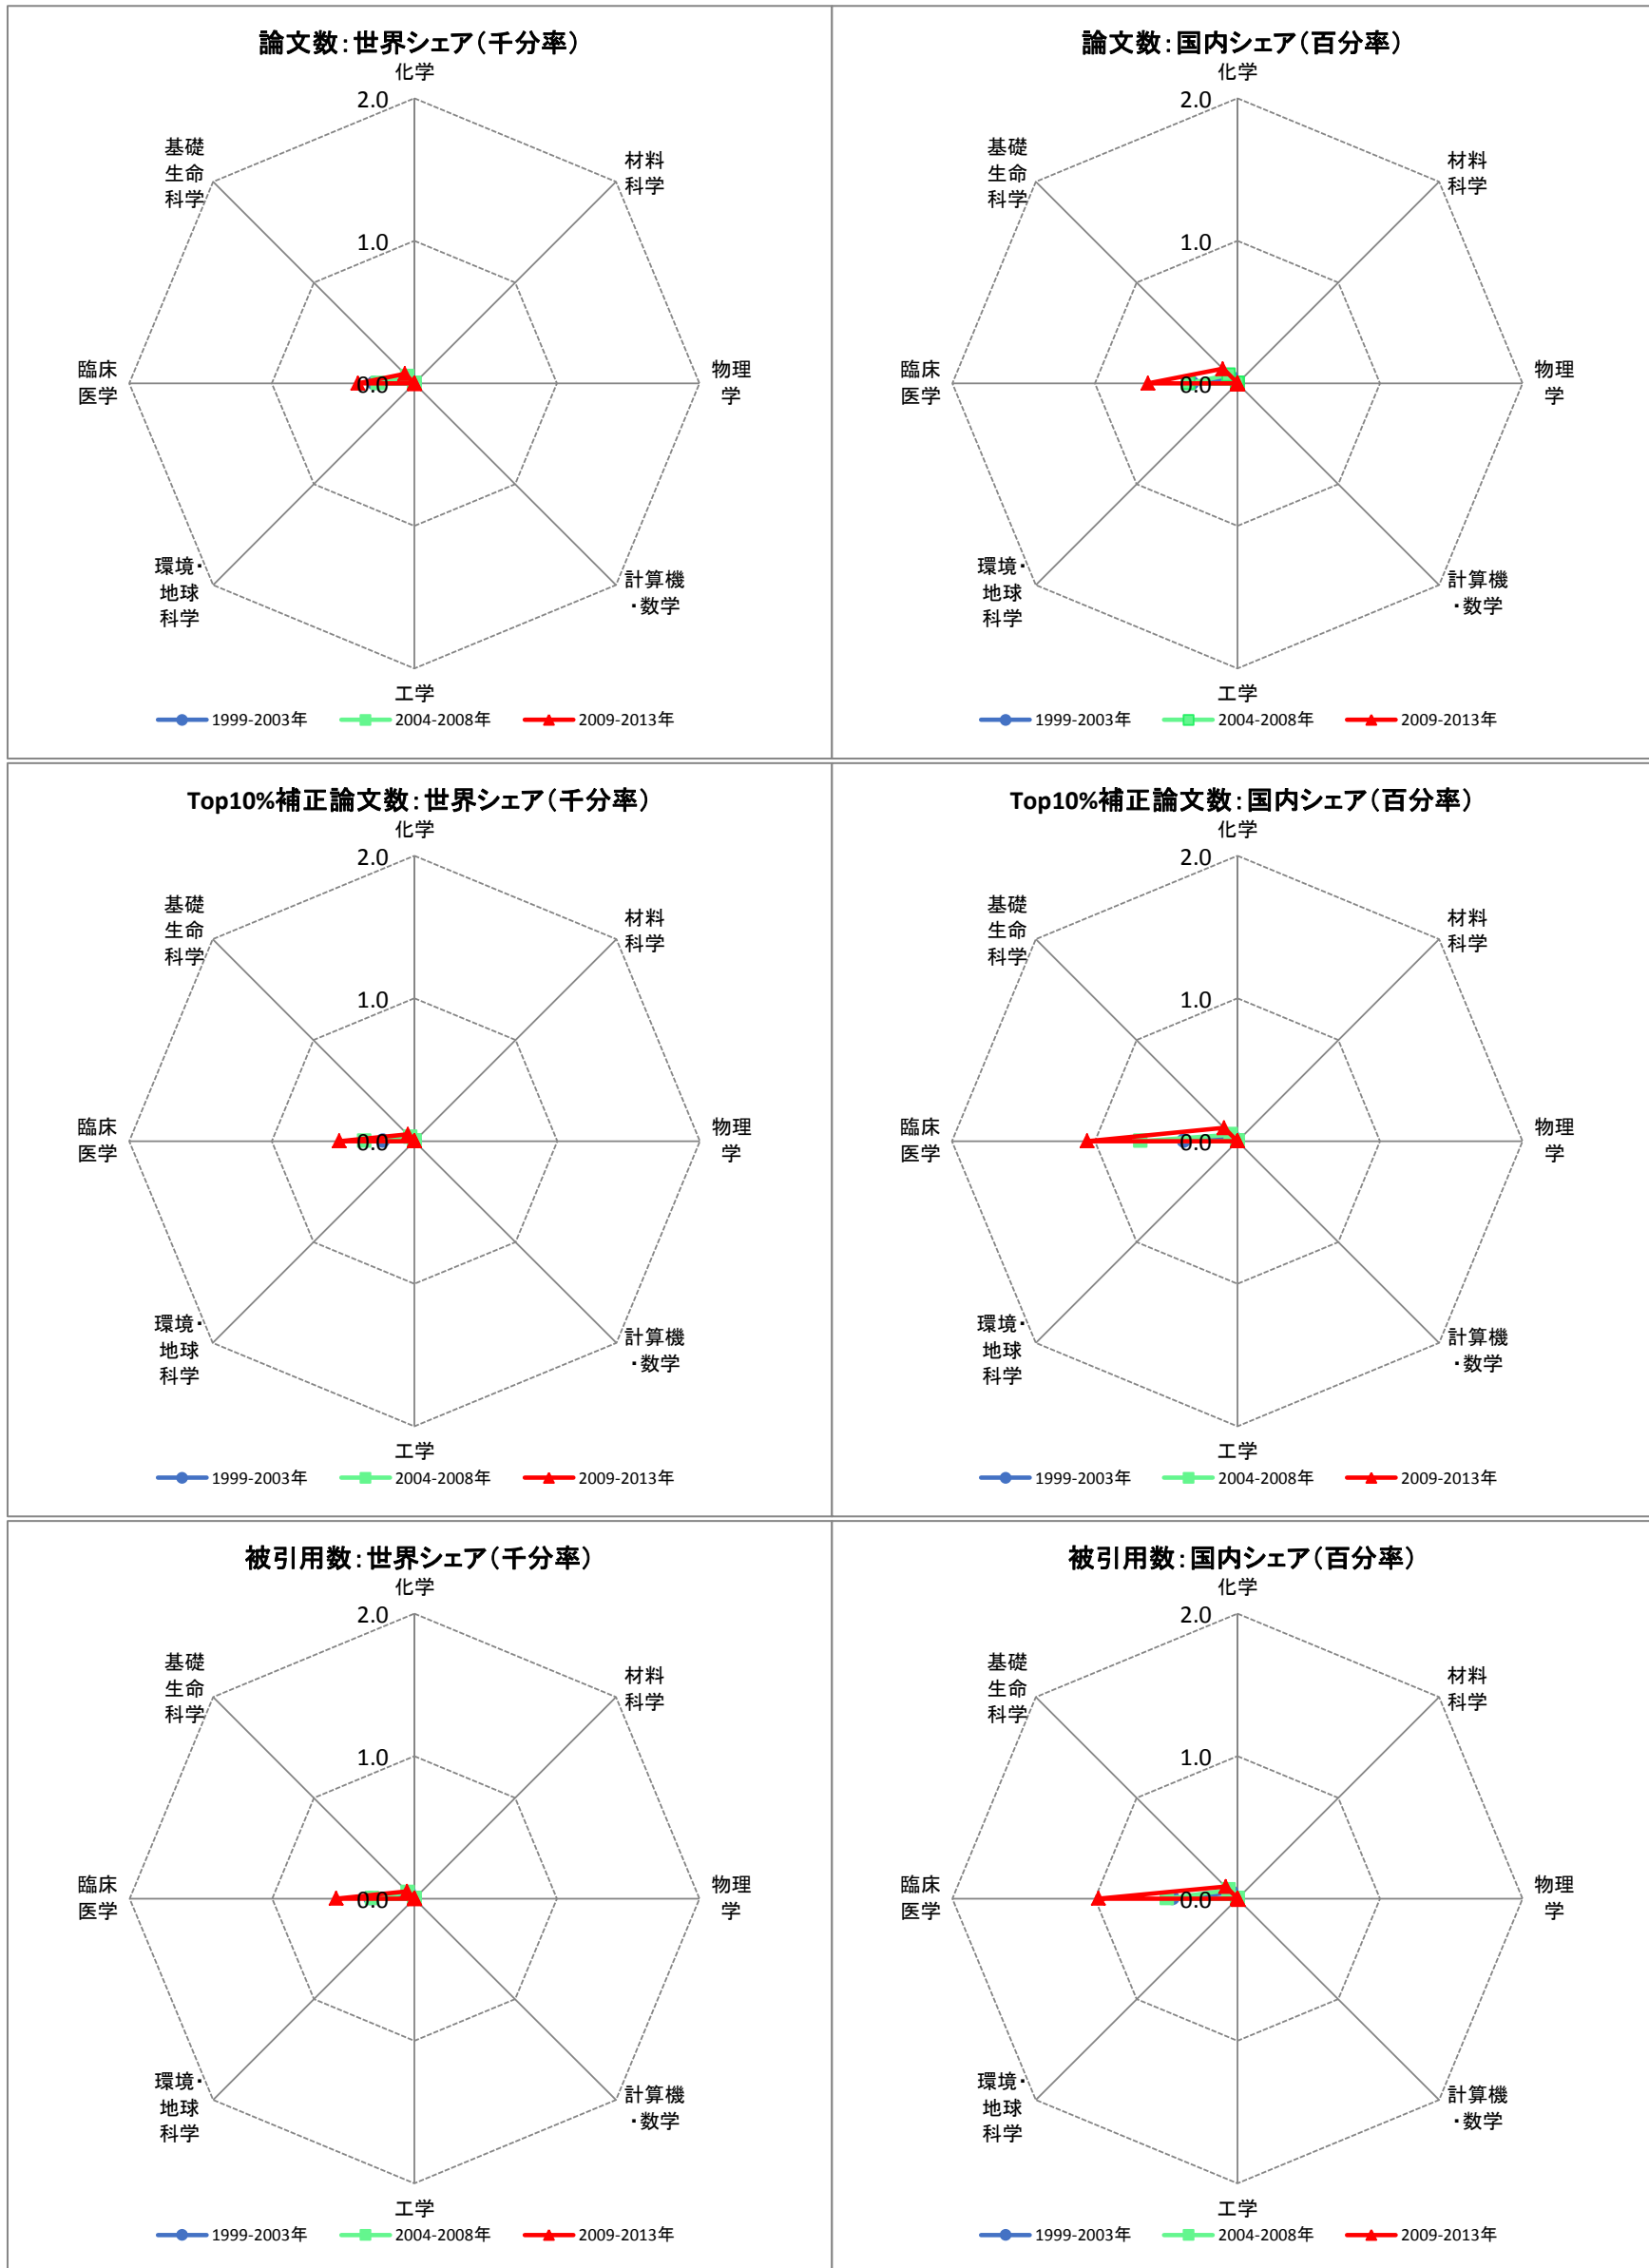 論文数：世界シェア（千分率）
化学
2.0
基礎
生命
科学
材料
科学
1.0
臨床
医学
0.0
物理
学
環境・
地球
科学
計算機
・数学
工学
1999-2003年 2004-2008年 2009-2013年
論文数：国内シェア（百分率）
化学
2.0
基礎
生命
科学
材料
科学
1.0
臨床
医学
0.0
物理
学
環境・
地球
科学
計算機
・数学
工学
1999-2003年 2004-2008年 2009-2013年
Top10%補正論文数：世界シェア（千分率）
化学
2.0
基礎
生命
科学
材料
科学
1.0
臨床
医学
0.0
物理
学
環境・
地球
科学
計算機
・数学
工学
1999-2003年 2004-2008年 2009-2013年
Top10%補正論文数：国内シェア（百分率）
化学
2.0
基礎
生命
科学
材料
科学
1.0
臨床
医学
0.0
物理
学
環境・
地球
科学
計算機
・数学
工学
1999-2003年 2004-2008年 2009-2013年
被引用数：世界シェア（千分率）
化学
2.0
基礎
生命
科学
材料
科学
1.0
臨床
医学
0.0
物理
学
環境・
地球
科学
計算機
・数学
工学
1999-2003年 2004-2008年 2009-2013年
被引用数：国内シェア（百分率）
化学
2.0
基礎
生命
科学
材料
科学
1.0
臨床
医学
0.0
物理
学
環境・
地球
科学
計算機
・数学
工学
1999-2003年 2004-2008年 2009-2013年